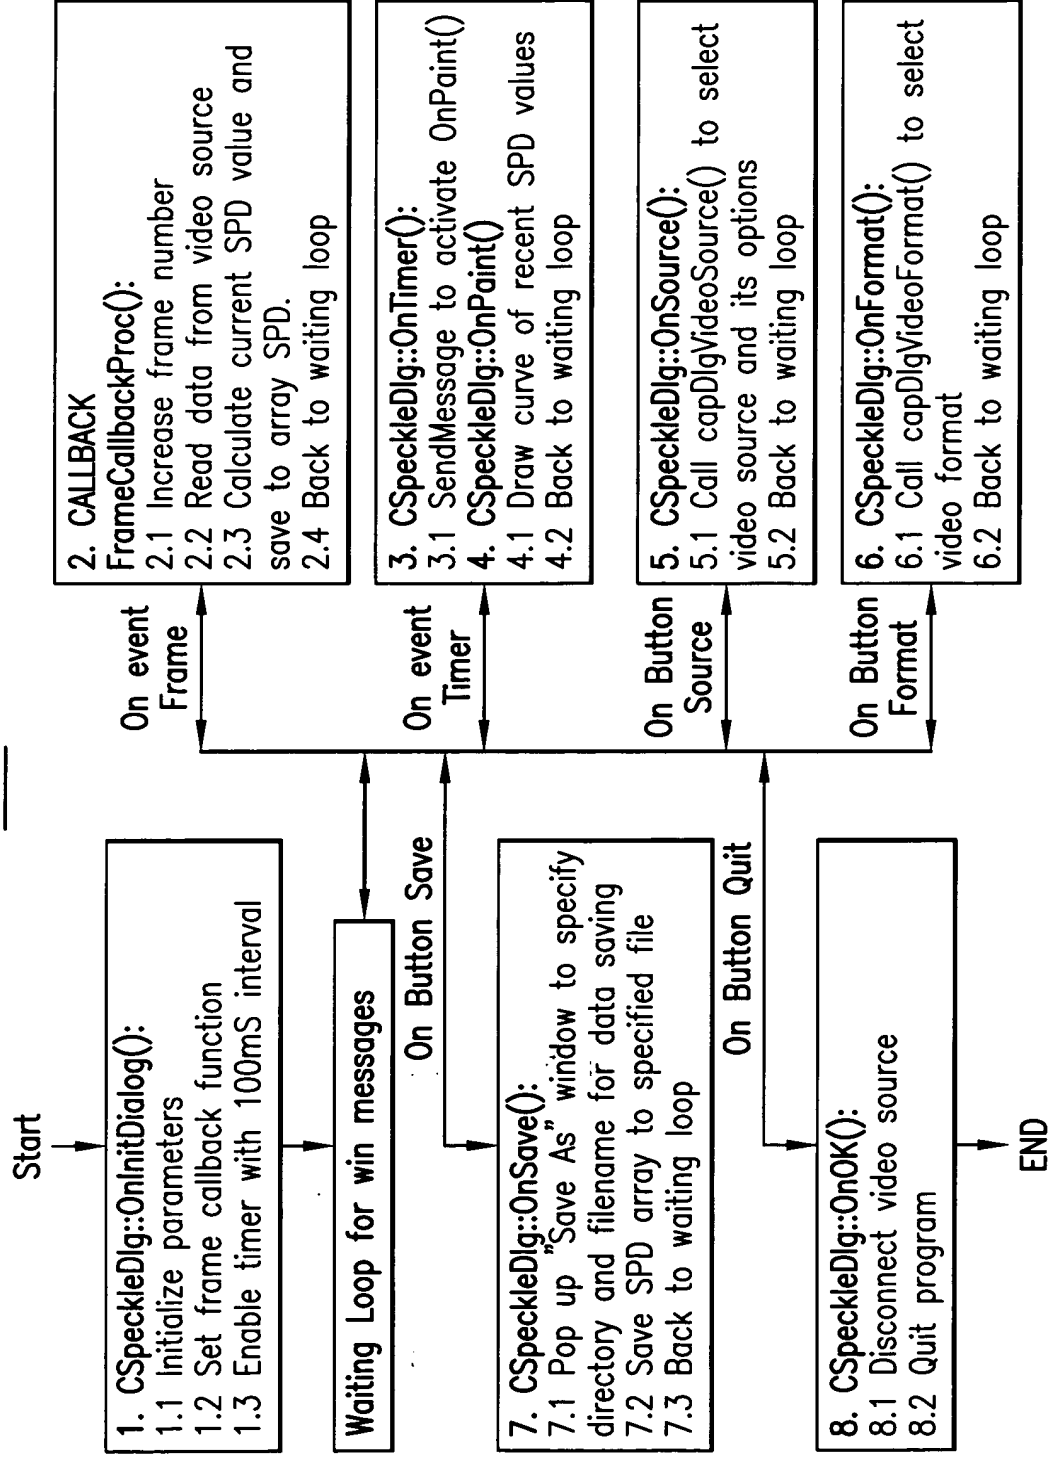 Start
1. CSpeckleDlg::OnInitDialog():
1.1 Initialize parameters
1.2 Set frame callback function
1.3 Enable timer with 100mS interval
Waiting Loop for win messages
On Button Save
7. CSpeckleDlg::OnSave():
7.1 Pop up "Save As" window to specify
directory and filename for data saving
7.2 Save SPD array to specified file
7.3 Back to waiting loop
On Button Quit
8. CSpeckleDlg::OnOK():
8.1 Disconnect video source
8.2 Quit program
END
On event
Frame
2. CALLBACK
FrameCallbackProc():
2.1 Increase frame number
2.2 Read data from video source
2.3 Calculate current SPD value and
save to array SPD.
2.4 Back to waiting loop
On event
Timer
3. CSpeckleDlg::OnTimer():
3.1 SendMessage to activate OnPaint()
4. CSpeckleDlg::OnPaint()
4.1 Draw curve of recent SPD values
4.2 Back to waiting loop
On Button
Source
5. CSpeckleDlg::OnSource():
5.1 Call capDlgVideoSource() to select
video source and its options
5.2 Back to waiting loop
On Button
Format
6. CSpeckleDlg::OnFormat():
6.1 Call capDlgVideoFormat() to select
video format
6.2 Back to waiting loop